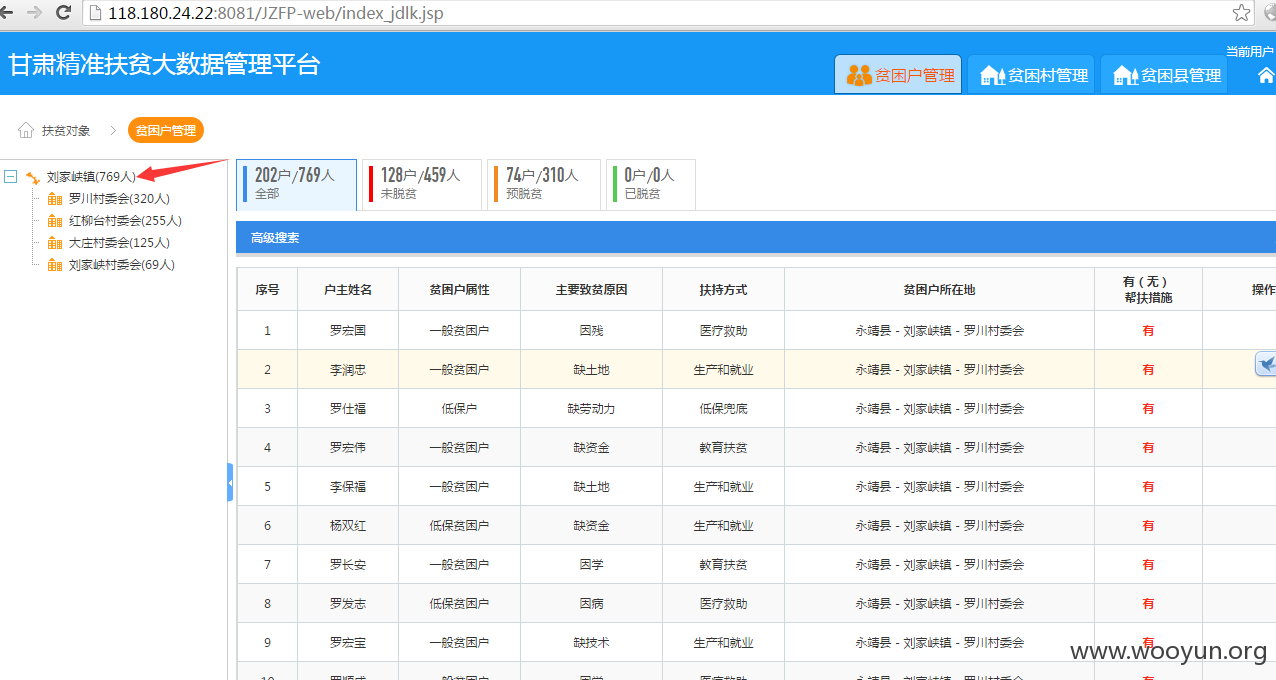 118.180.24.22:8081/JZFP-web/index_jdlk.jsp
甘肃精准扶贫大数据管理平台
当前用户
贫困户管理 贫困村管理 贫困县管理
扶贫对象 贫困户管理
刘家峡镇(769人)
罗川村委会(320人)
红柳台村委会(255人)
大庄村委会(125人)
刘家峡村委会(69人)
202户/769人 128户/459人 74户/310人 0户/0人
全部 未脱贫 预脱贫 已脱贫
高级搜索
序号 户主姓名 贫困户属性 主要致贫原因 扶持方式 贫困户所在地 有（无）帮扶措施 操作
1 罗宏国 一般贫困户 因残 医疗救助 永靖县 - 刘家峡镇 - 罗川村委会 有
2 李润忠 一般贫困户 缺土地 生产和就业 永靖县 - 刘家峡镇 - 罗川村委会 有
3 罗仕福 低保户 缺劳动力 低保兜底 永靖县 - 刘家峡镇 - 罗川村委会 有
4 罗宏伟 一般贫困户 缺资金 教育扶贫 永靖县 - 刘家峡镇 - 罗川村委会 有
5 李保福 一般贫困户 缺土地 生产和就业 永靖县 - 刘家峡镇 - 罗川村委会 有
6 杨双红 低保贫困户 缺资金 生产和就业 永靖县 - 刘家峡镇 - 罗川村委会 有
7 罗长安 一般贫困户 因学 教育扶贫 永靖县 - 刘家峡镇 - 罗川村委会 有
8 罗发志 低保贫困户 因病 医疗救助 永靖县 - 刘家峡镇 - 罗川村委会 有
9 罗宏宝 一般贫困户 缺技术 生产和就业 永靖县 - 刘家峡镇 - 罗川村委会 有
www.wooyun.org